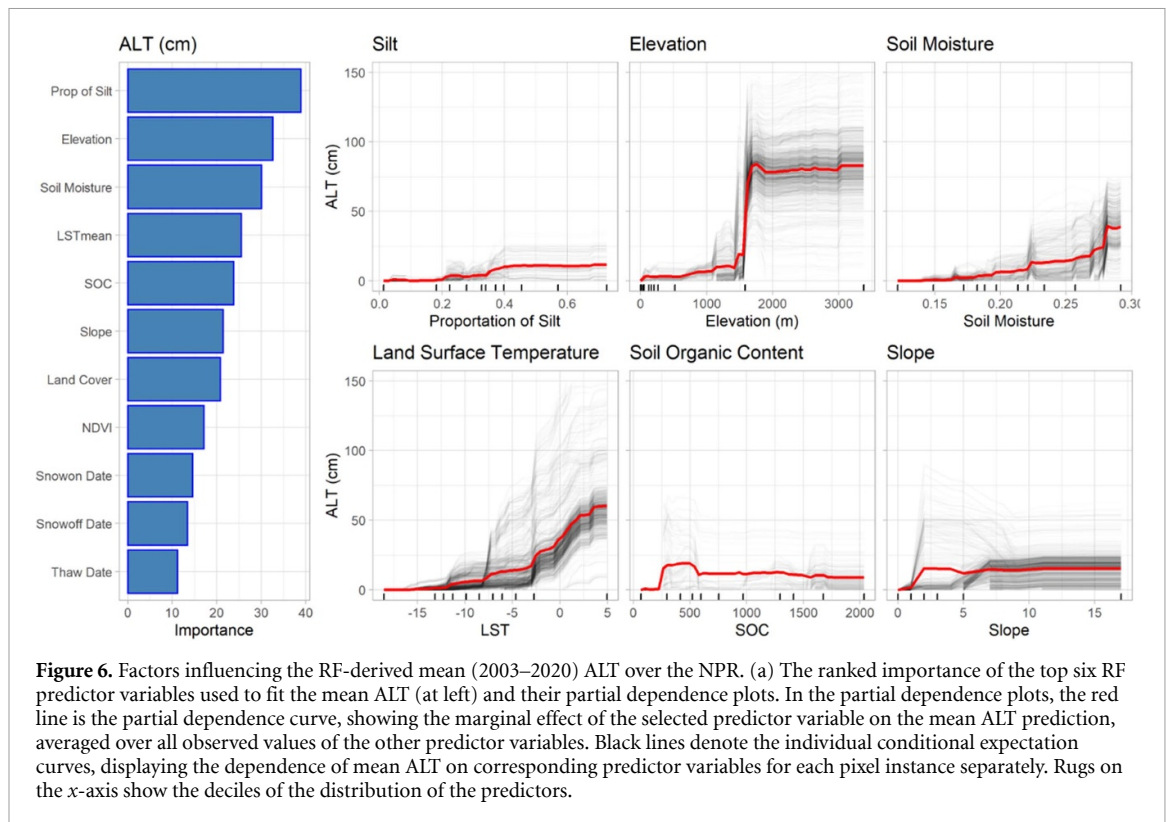 ALT (cm)
Prop of Silt
Elevation
Soil Moisture
LSTmean
SOC
Slope
Land Cover
NDVI
Snowon Date
Snowoff Date
Thaw Date
0 10 20 30 40
Importance
Silt
ALT (cm)
150
100
50
0
0.0 0.2 0.4 0.6
Proportation of Silt
Elevation
0 1000 2000 3000
Elevation (m)
Soil Moisture
0.15 0.20 0.25 0.30
Soil Moisture
Land Surface Temperature
ALT (cm)
150
100
50
0
-15 -10 -5 0 5
LST
Soil Organic Content
0 500 1000 1500 2000
SOC
Slope
0 5 10 15
Slope
Figure 6. Factors influencing the RF-derived mean (2003–2020) ALT over the NPR. (a) The ranked importance of the top six RF
predictor variables used to fit the mean ALT (at left) and their partial dependence plots. In the partial dependence plots, the red
line is the partial dependence curve, showing the marginal effect of the selected predictor variable on the mean ALT prediction,
averaged over all observed values of the other predictor variables. Black lines denote the individual conditional expectation
curves, displaying the dependence of mean ALT on corresponding predictor variables for each pixel instance separately. Rugs on
the x-axis show the deciles of the distribution of the predictors.